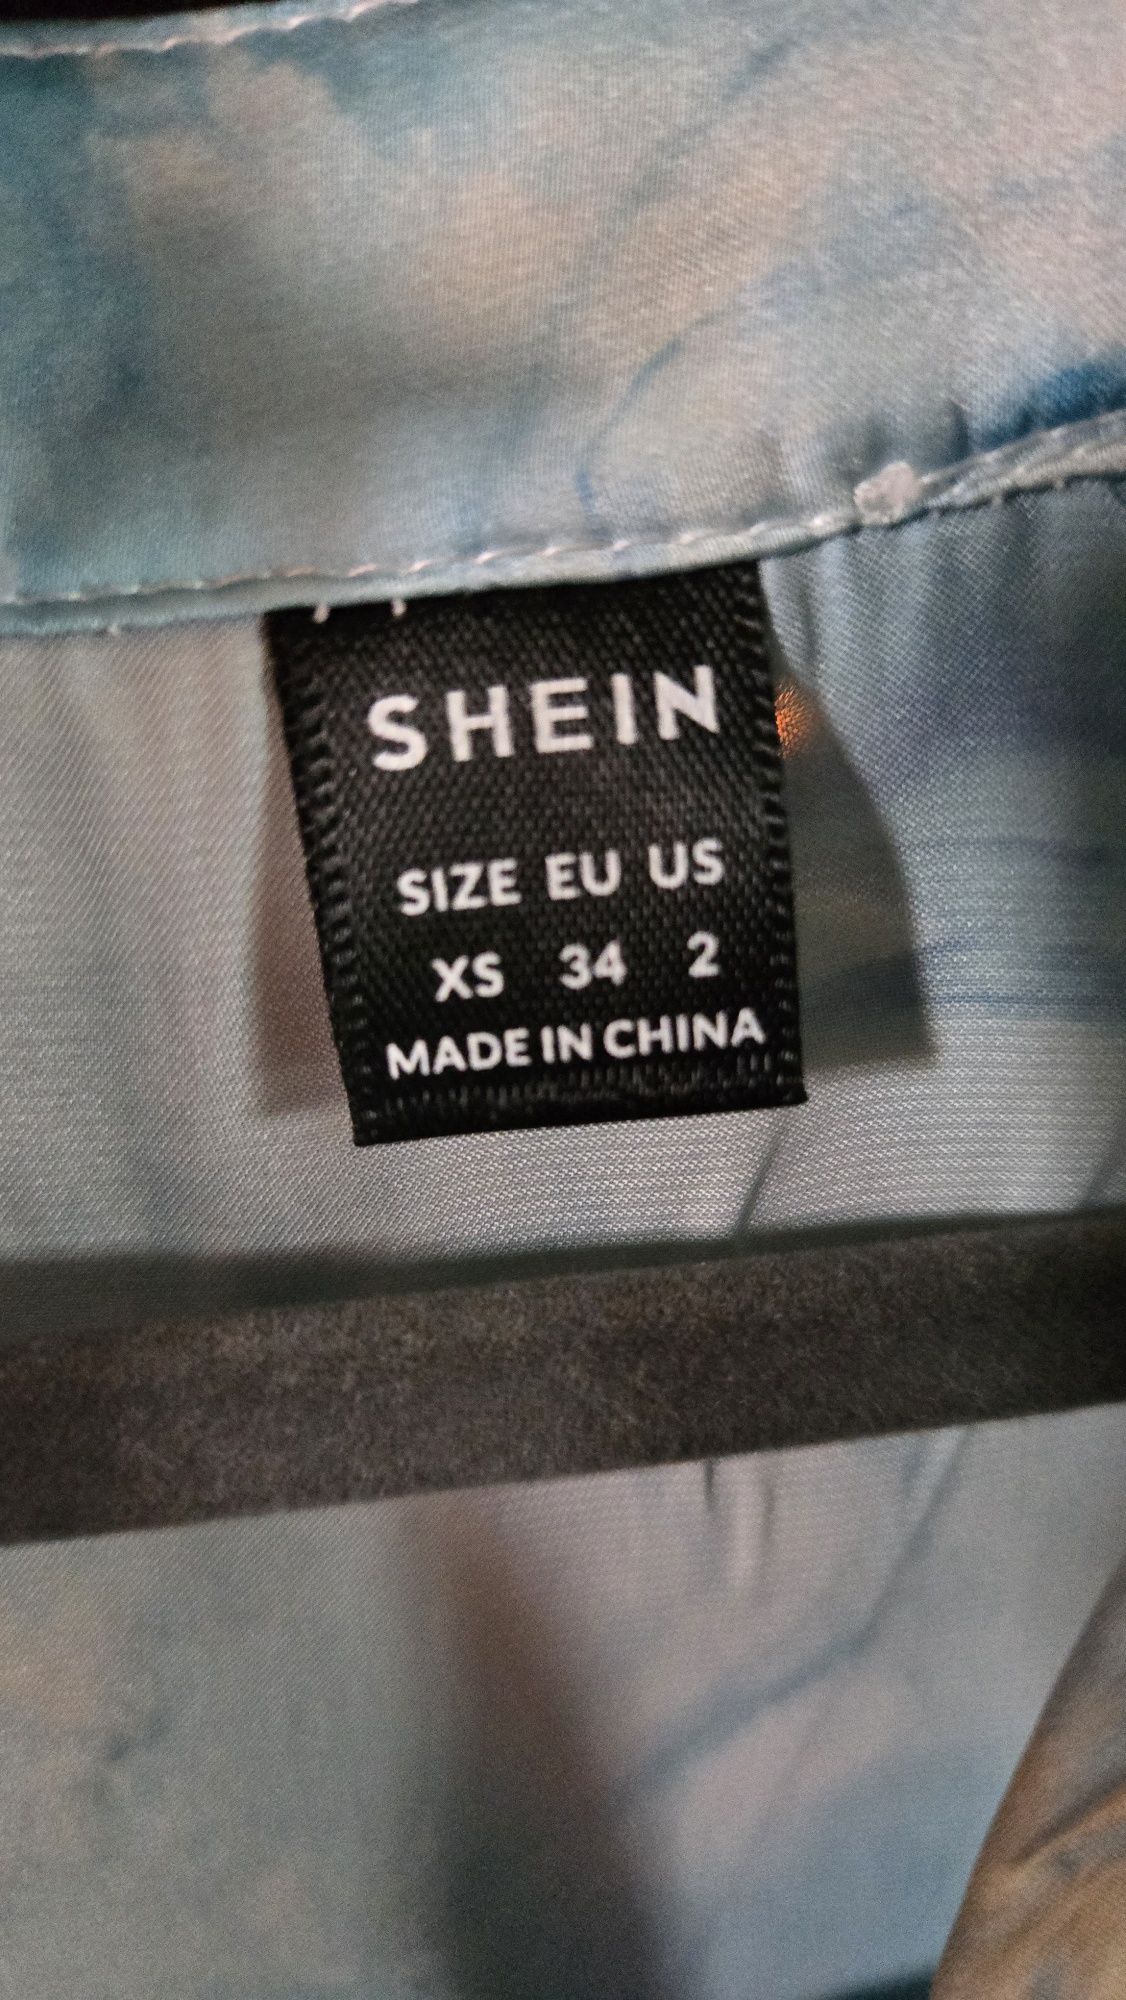 SHEIN
SIZE EU US
XS 34 2
MADE IN CHINA